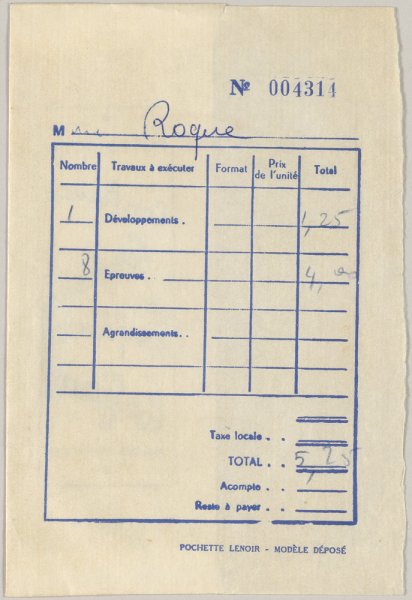 Nº 004314
Mme Roque
Nombre Travaux à exécuter Format Prix de l'unité Total
1 Développements . 1,25
8 Epreuves . . 4,00
Agrandissements . .
Taxe locale . .
TOTAL . . 5,25
Acompte . .
Reste à payer . .
POCHETTE LENOIR - MODÈLE DÉPOSÉ